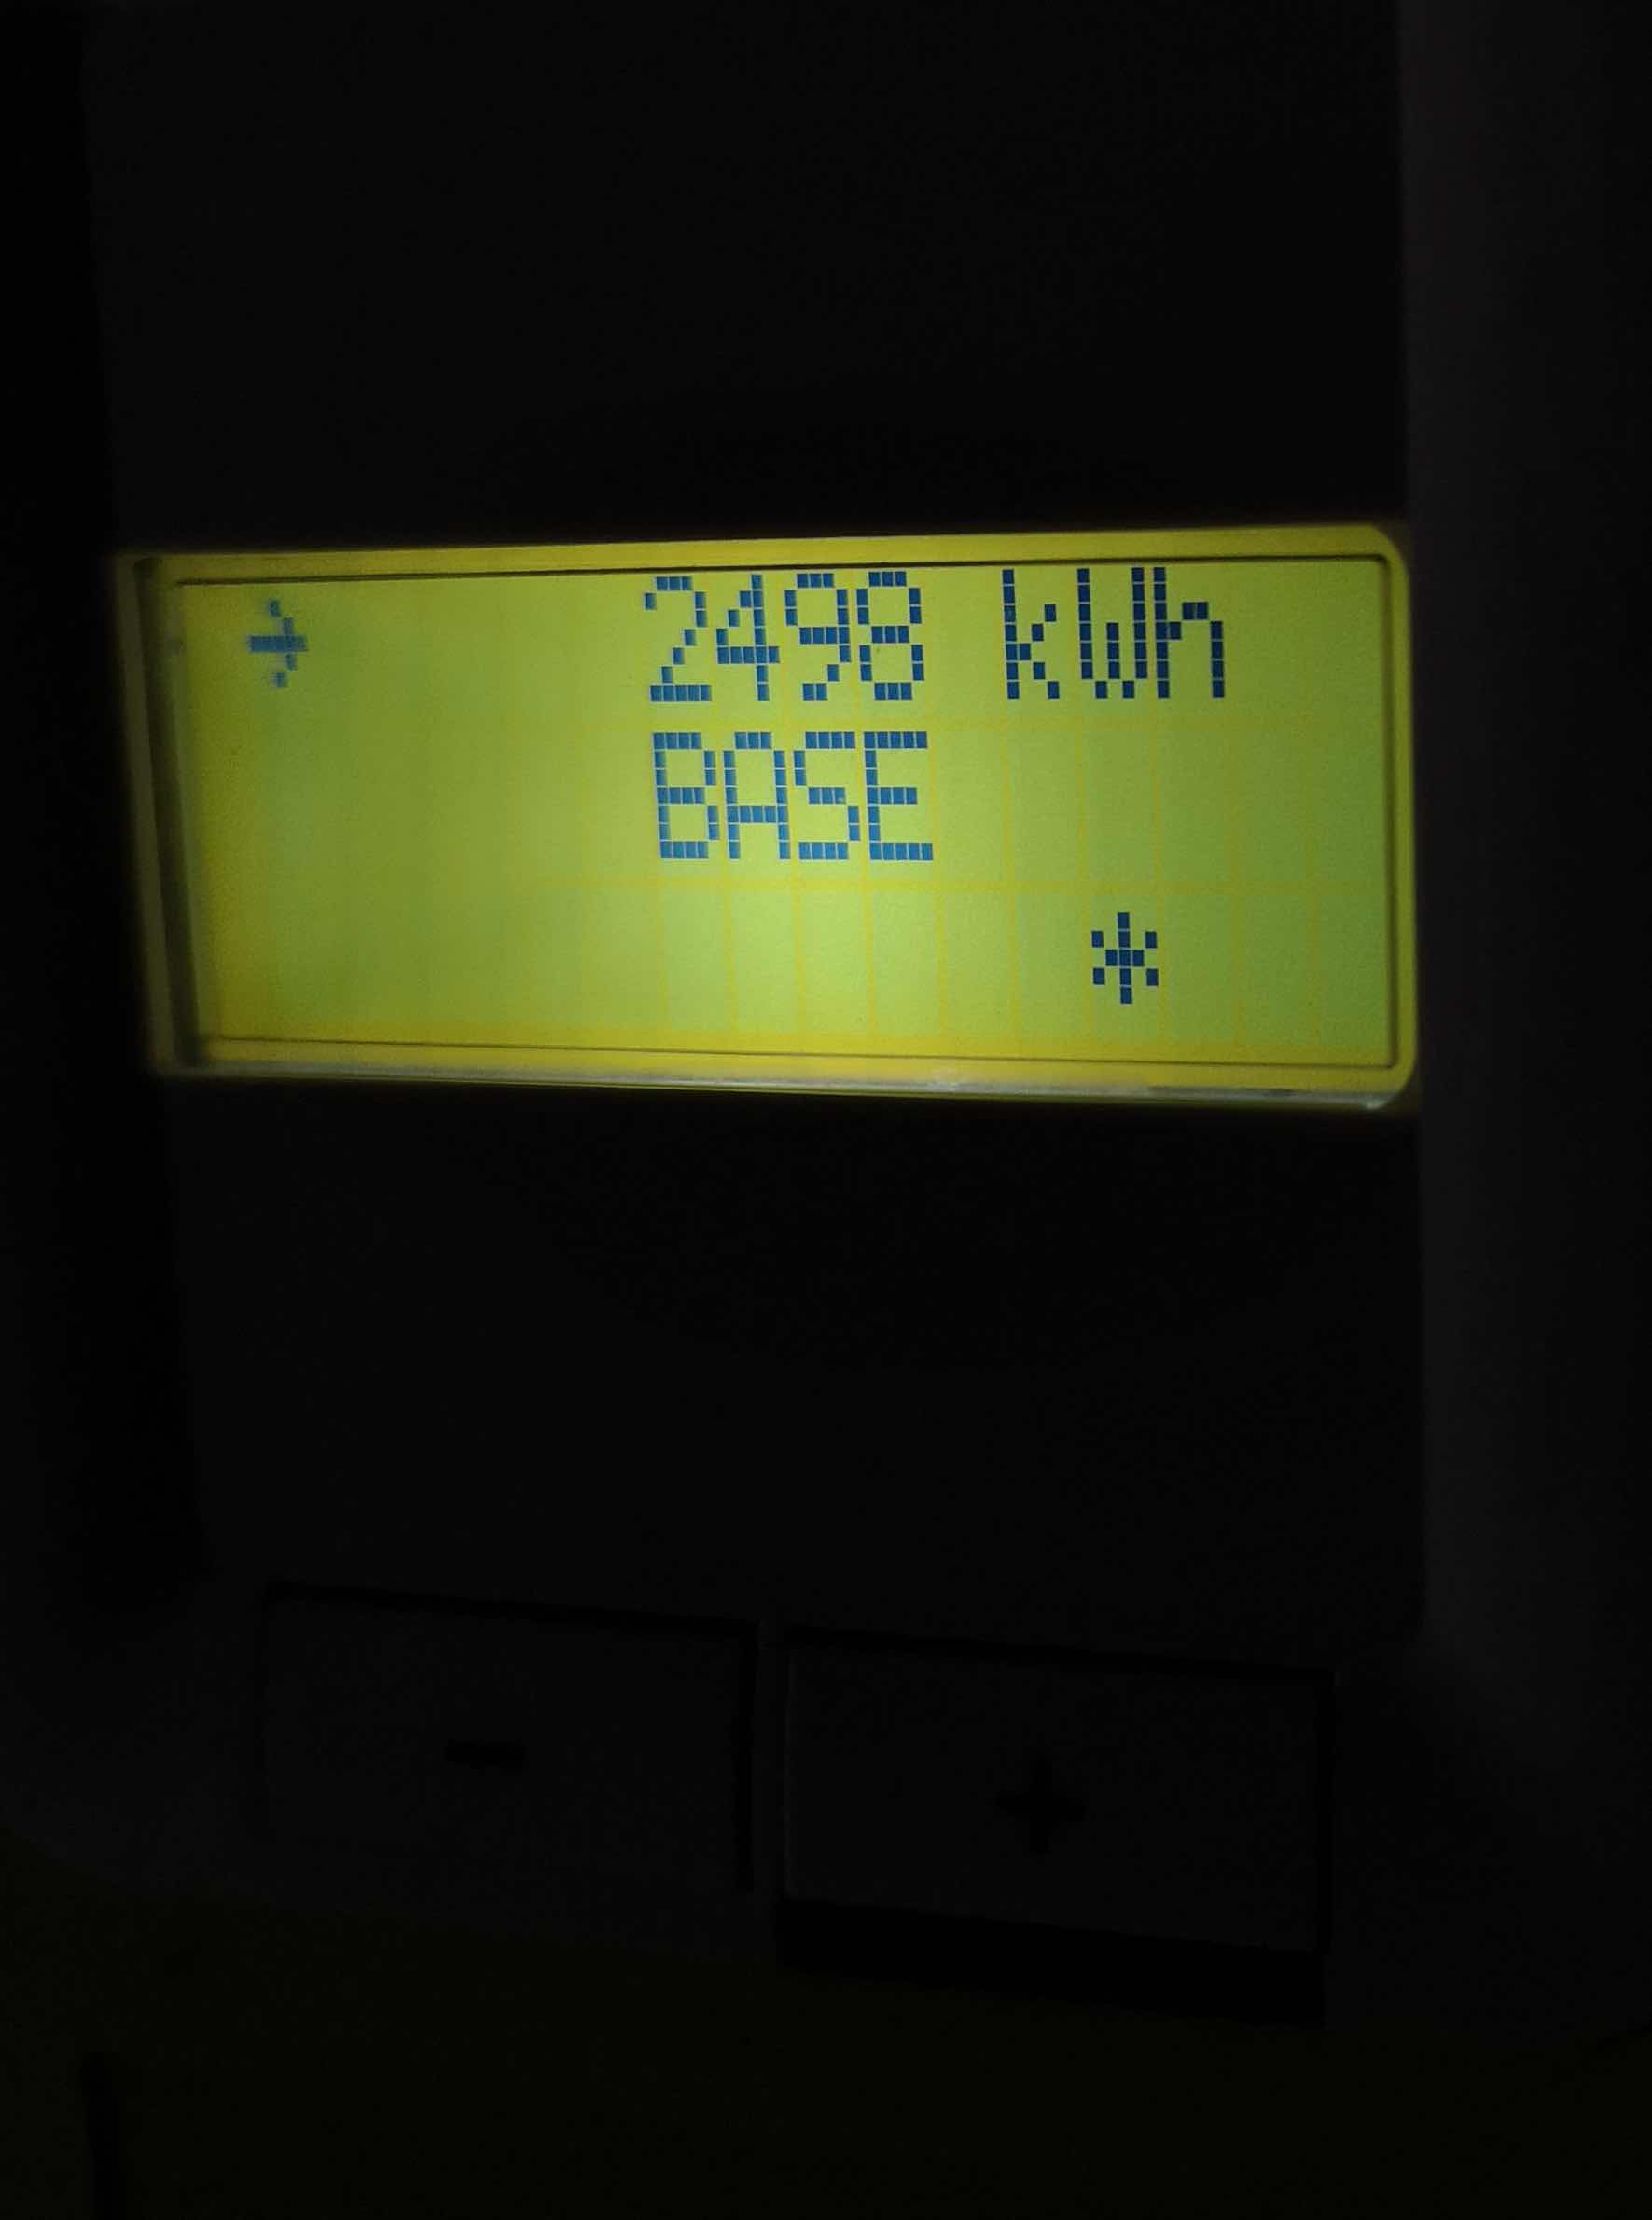 → 2498 kWh
BASE
*
- +